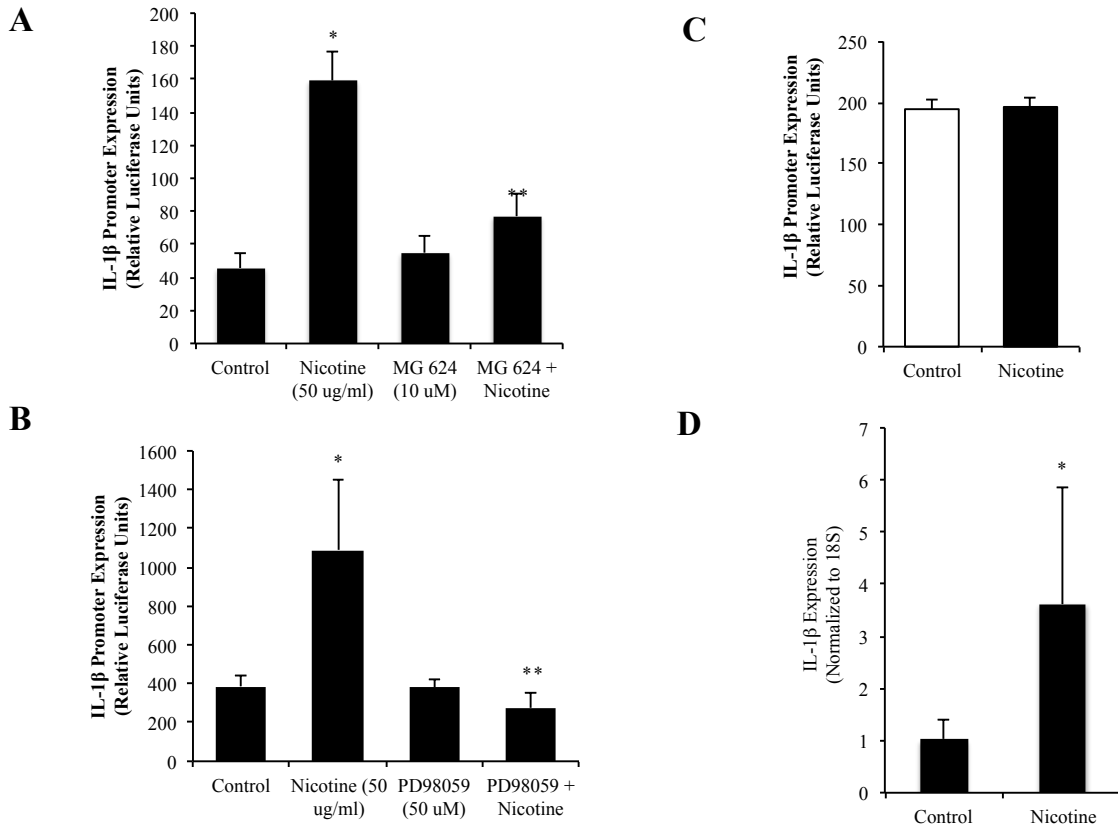 A
IL-1β Promoter Expression
(Relative Luciferase Units)
200
180
160
140
120
100
80
60
40
20
0
*
**
Control
Nicotine
(50 ug/ml)
MG 624
(10 uM)
MG 624 +
Nicotine
B
IL-1β Promoter Expression
(Relative Luciferase Units)
1600
1400
1200
1000
800
600
400
200
0
*
**
Control
Nicotine (50
ug/ml)
PD98059
(50 uM)
PD98059 +
Nicotine
C
IL-1β Promoter Expression
(Relative Luciferase Units)
250
200
150
100
50
0
Control
Nicotine
D
IL-1β Expression
(Normalized to 18S)
7
6
5
4
3
2
1
0
*
Control
Nicotine